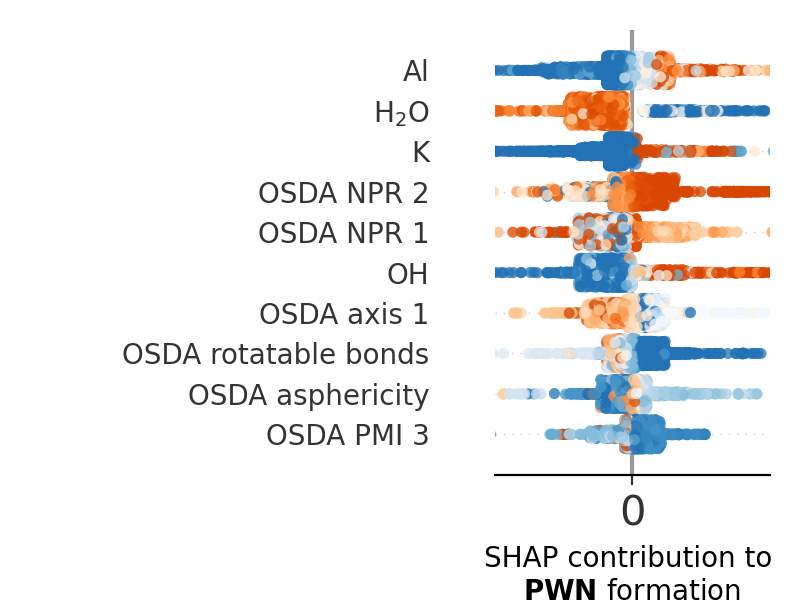 Al
H₂O
K
OSDA NPR 2
OSDA NPR 1
OH
OSDA axis 1
OSDA rotatable bonds
OSDA asphericity
OSDA PMI 3
0
SHAP contribution to
PWN formation